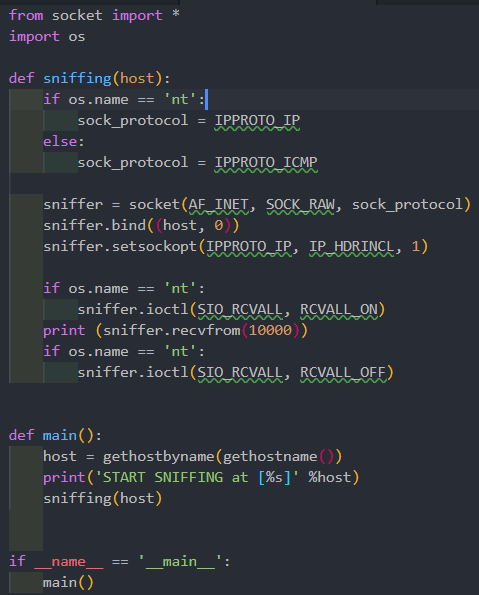 from socket import *
import os
def sniffing(host):
    if os.name == 'nt':
        sock_protocol = IPPROTO_IP
    else:
        sock_protocol = IPPROTO_ICMP
    sniffer = socket(AF_INET, SOCK_RAW, sock_protocol)
    sniffer.bind((host, 0))
    sniffer.setsockopt(IPPROTO_IP, IP_HDRINCL, 1)
    if os.name == 'nt':
        sniffer.ioctl(SIO_RCVALL, RCVALL_ON)
    print (sniffer.recvfrom(10000))
    if os.name == 'nt':
        sniffer.ioctl(SIO_RCVALL, RCVALL_OFF)
def main():
    host = gethostbyname(gethostname())
    print('START SNIFFING at [%s]' %host)
    sniffing(host)
if __name__ == '__main__':
    main()